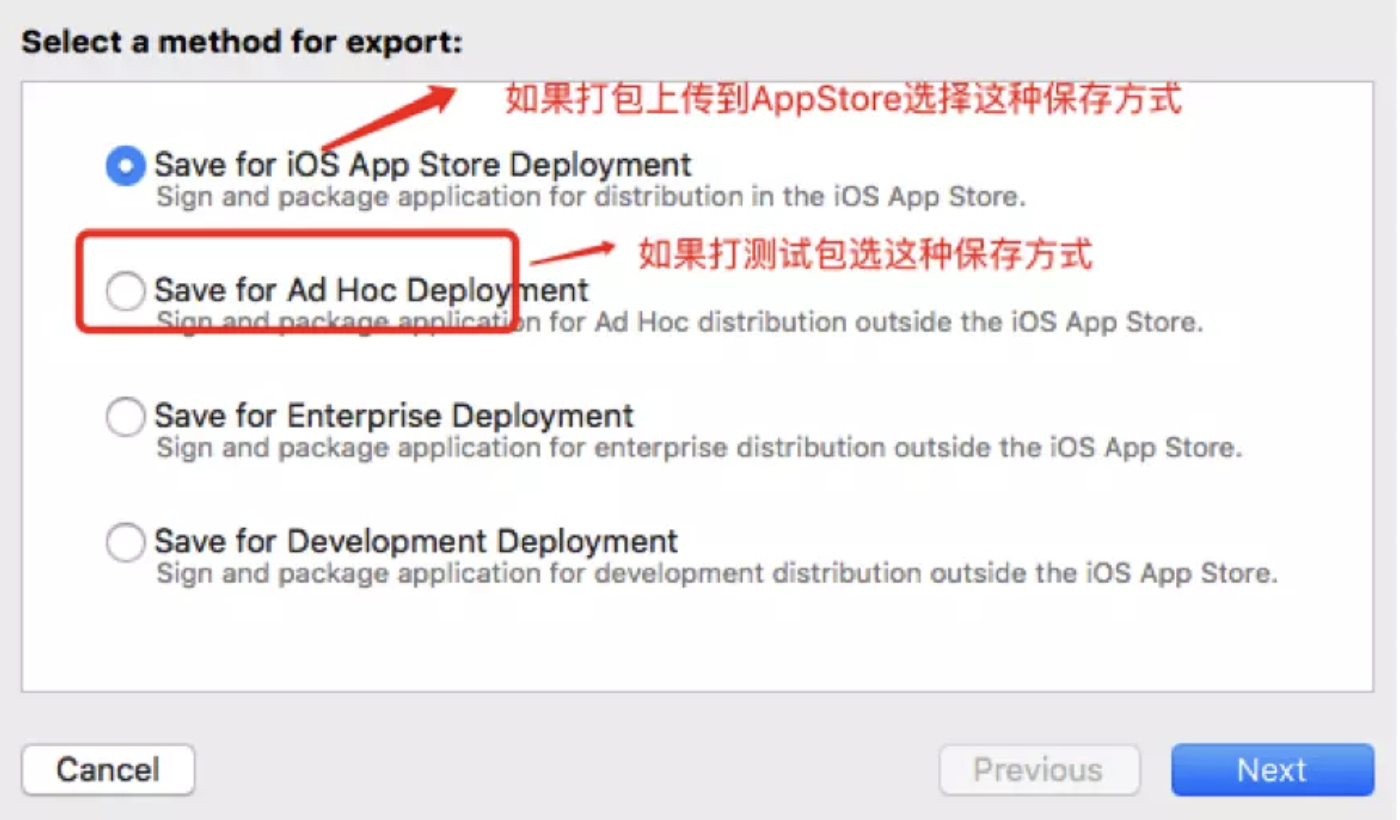 Select a method for export:
如果打包上传到AppStore选择这种保存方式
Save for iOS App Store Deployment
Sign and package application for distribution in the iOS App Store.
如果打测试包选这种保存方式
Save for Ad Hoc Deployment
Sign and package application for Ad Hoc distribution outside the iOS App Store.
Save for Enterprise Deployment
Sign and package application for enterprise distribution outside the iOS App Store.
Save for Development Deployment
Sign and package application for development distribution outside the iOS App Store.
Cancel
Previous
Next